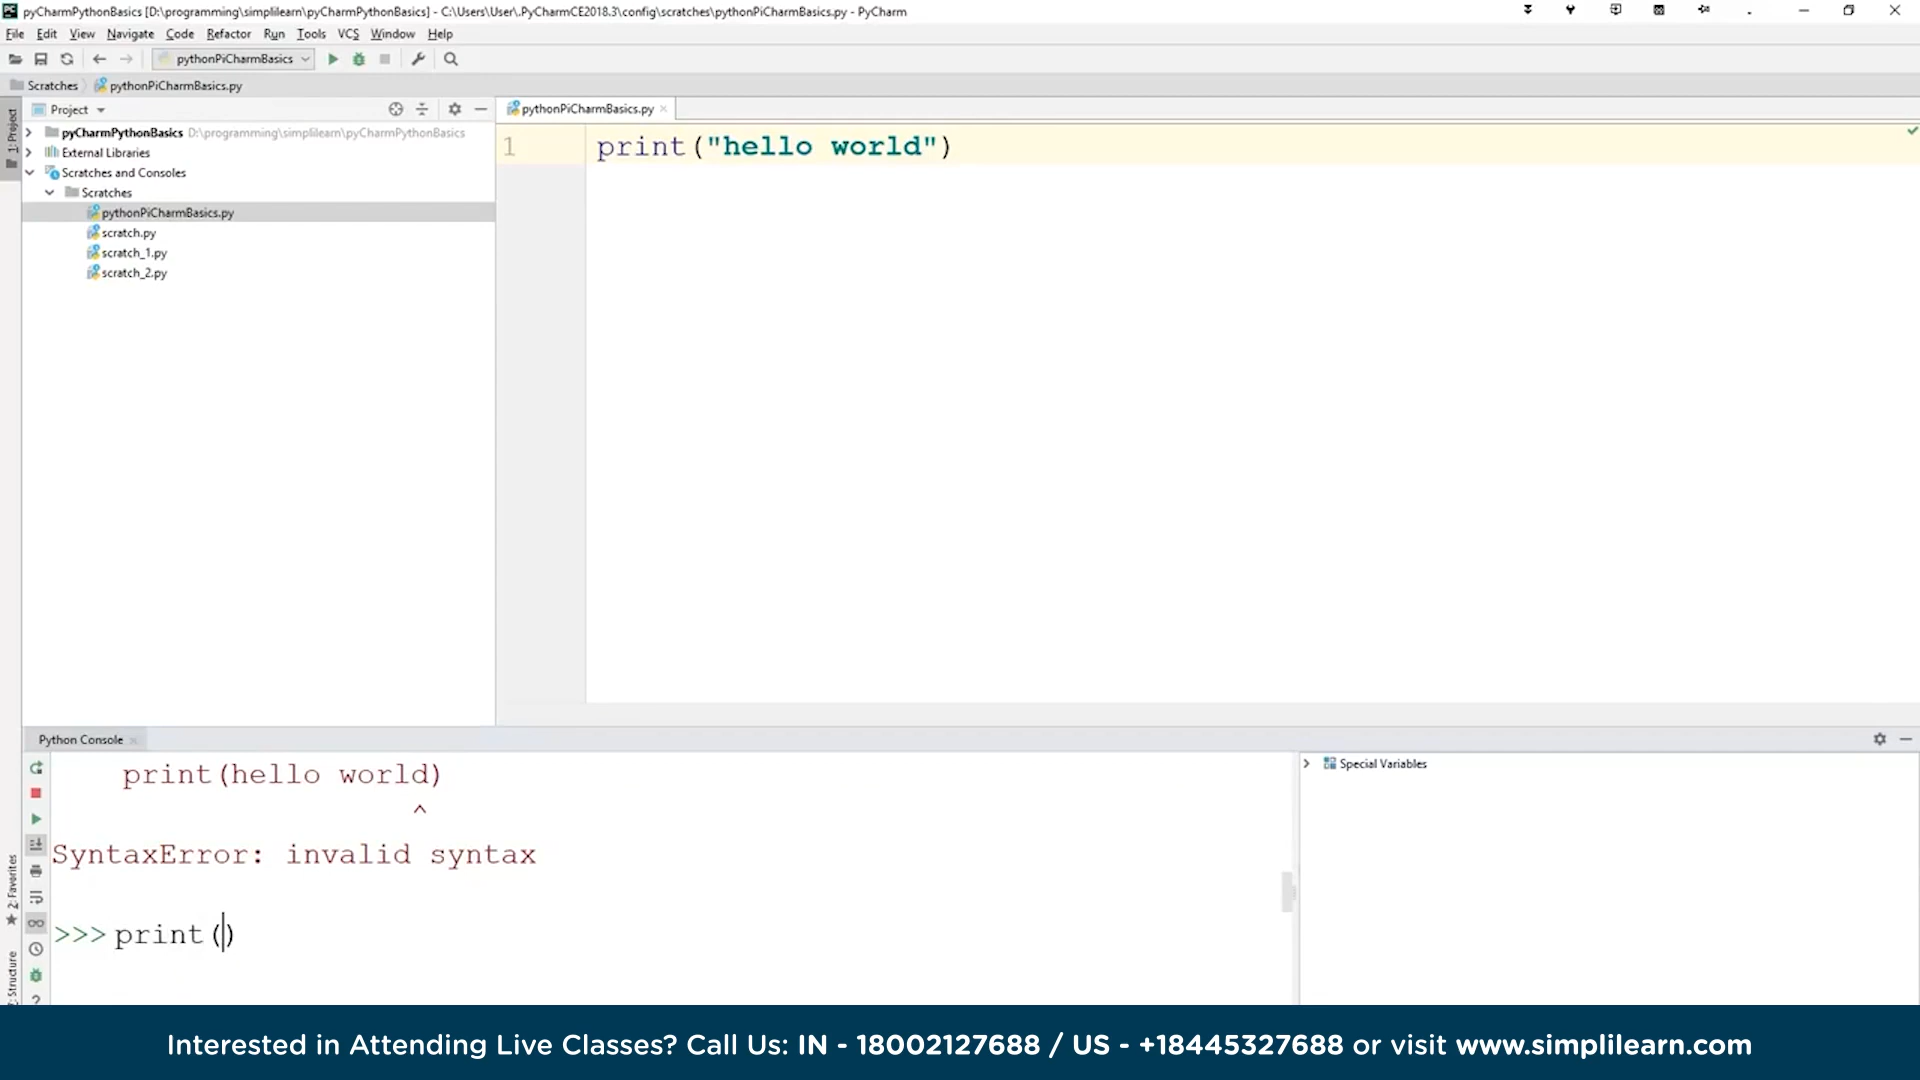 pyCharmPythonBasics [D:\programming\simplilearn\pyCharmPythonBasics] - C:\Users\User\.PyCharmCE2018.3\config\scratches\pythonPiCharmBasics.py - PyCharm
File Edit View Navigate Code Refactor Run Tools VCS Window Help
pythonPiCharmBasics
Scratches pythonPiCharmBasics.py
1: Project
Project
pythonPiCharmBasics.py
pyCharmPythonBasics D:\programming\simplilearn\pyCharmPythonBasics
1 print("hello world")
External Libraries
Scratches and Consoles
Scratches
pythonPiCharmBasics.py
scratch.py
scratch_1.py
scratch_2.py
Python Console
print(hello world)
^
Special Variables
SyntaxError: invalid syntax
2: Favorites
>>> print()
Structure
Interested in Attending Live Classes? Call Us: IN - 18002127688 / US - +18445327688 or visit www.simplilearn.com